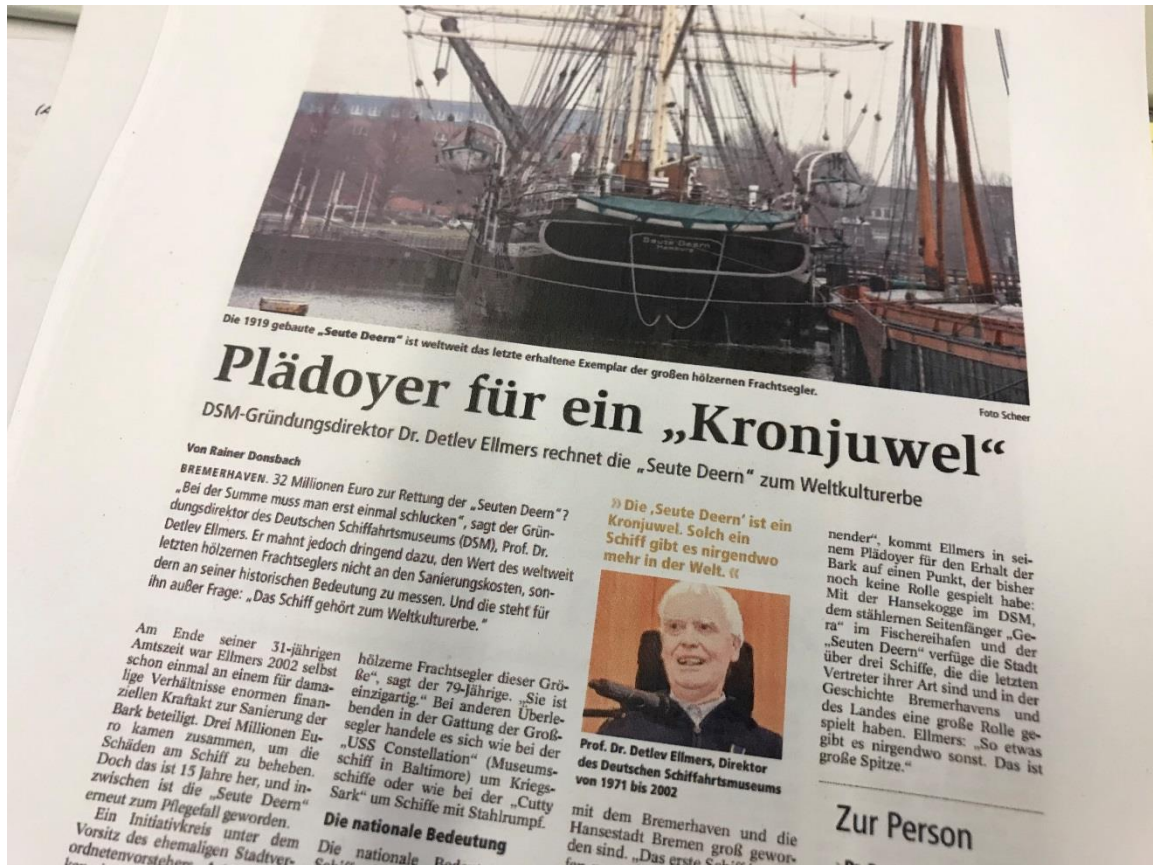 Seute Deern
Hamburg
Die 1919 gebaute „Seute Deern“ ist weltweit das letzte erhaltene Exemplar der großen hölzernen Frachtsegler.
Foto Scheer
Plädoyer für ein „Kronjuwel“
DSM-Gründungsdirektor Dr. Detlev Ellmers rechnet die „Seute Deern“ zum Weltkulturerbe
Von Rainer Donsbach
BREMERHAVEN. 32 Millionen Euro zur Rettung der „Seuten Deern“?
„Bei der Summe muss man erst einmal schlucken“, sagt der Grün-
dungsdirektor des Deutschen Schiffahrtsmuseums (DSM), Prof. Dr.
Detlev Ellmers. Er mahnt jedoch dringend dazu, den Wert des weltweit
letzten hölzernen Frachtseglers nicht an den Sanierungskosten, son-
dern an seiner historischen Bedeutung zu messen. Und die steht für
ihn außer Frage: „Das Schiff gehört zum Weltkulturerbe.“
Am Ende seiner 31-jährigen
Amtszeit war Ellmers 2002 selbst
schon einmal an einem für dama-
lige Verhältnisse enormen finan-
ziellen Kraftakt zur Sanierung der
Bark beteiligt. Drei Millionen Eu-
ro kamen zusammen, um die
Schäden am Schiff zu beheben.
Doch das ist 15 Jahre her, und in-
zwischen ist die „Seute Deern“
erneut zum Pflegefall geworden.
Ein Initiativkreis unter dem
Vorsitz des ehemaligen Stadtver-
ordnetenvorstehers
hölzerne Frachtsegler dieser Grö-
ße“, sagt der 79-Jährige. „Sie ist
einzigartig.“ Bei anderen Überle-
benden in der Gattung der Groß-
segler handele es sich wie bei der
„USS Constellation“ (Museums-
schiff in Baltimore) um Kriegs-
schiffe oder wie bei der „Cutty
Sark“ um Schiffe mit Stahlrumpf.
Die nationale Bedeutung
Die nationale
» Die ‚Seute Deern‘ ist ein
Kronjuwel. Solch ein
Schiff gibt es nirgendwo
mehr in der Welt. «
Prof. Dr. Detlev Ellmers, Direktor
des Deutschen Schiffahrtsmuseums
von 1971 bis 2002
mit dem Bremerhaven und die
Hansestadt Bremen groß gewor-
den sind. „Das erste
nender“, kommt Ellmers in sei-
nem Plädoyer für den Erhalt der
Bark auf einen Punkt, der bisher
noch keine Rolle gespielt habe:
Mit der Hansekogge im DSM,
dem stählernen Seitenfänger „Ge-
ra“ im Fischereihafen und der
„Seuten Deern“ verfüge die Stadt
über drei Schiffe, die die letzten
Vertreter ihrer Art sind und in der
Geschichte Bremerhavens und
des Landes eine große Rolle ge-
spielt haben. Ellmers: „So etwas
gibt es nirgendwo sonst. Das ist
große Spitze.“
Zur Person